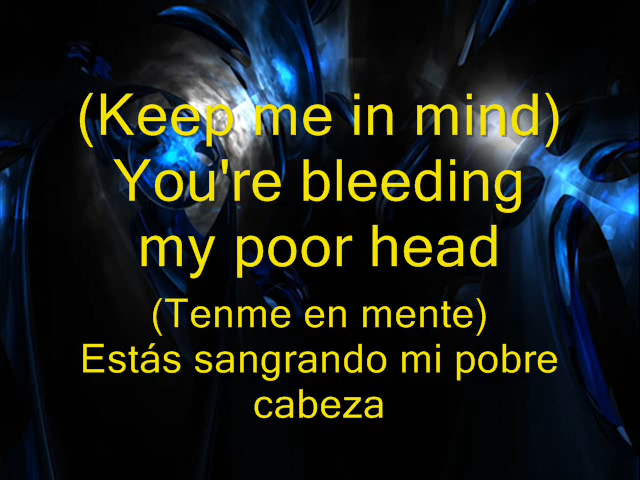 (Keep me in mind)
You're bleeding
my poor head
(Tenme en mente)
Estás sangrando mi pobre
cabeza